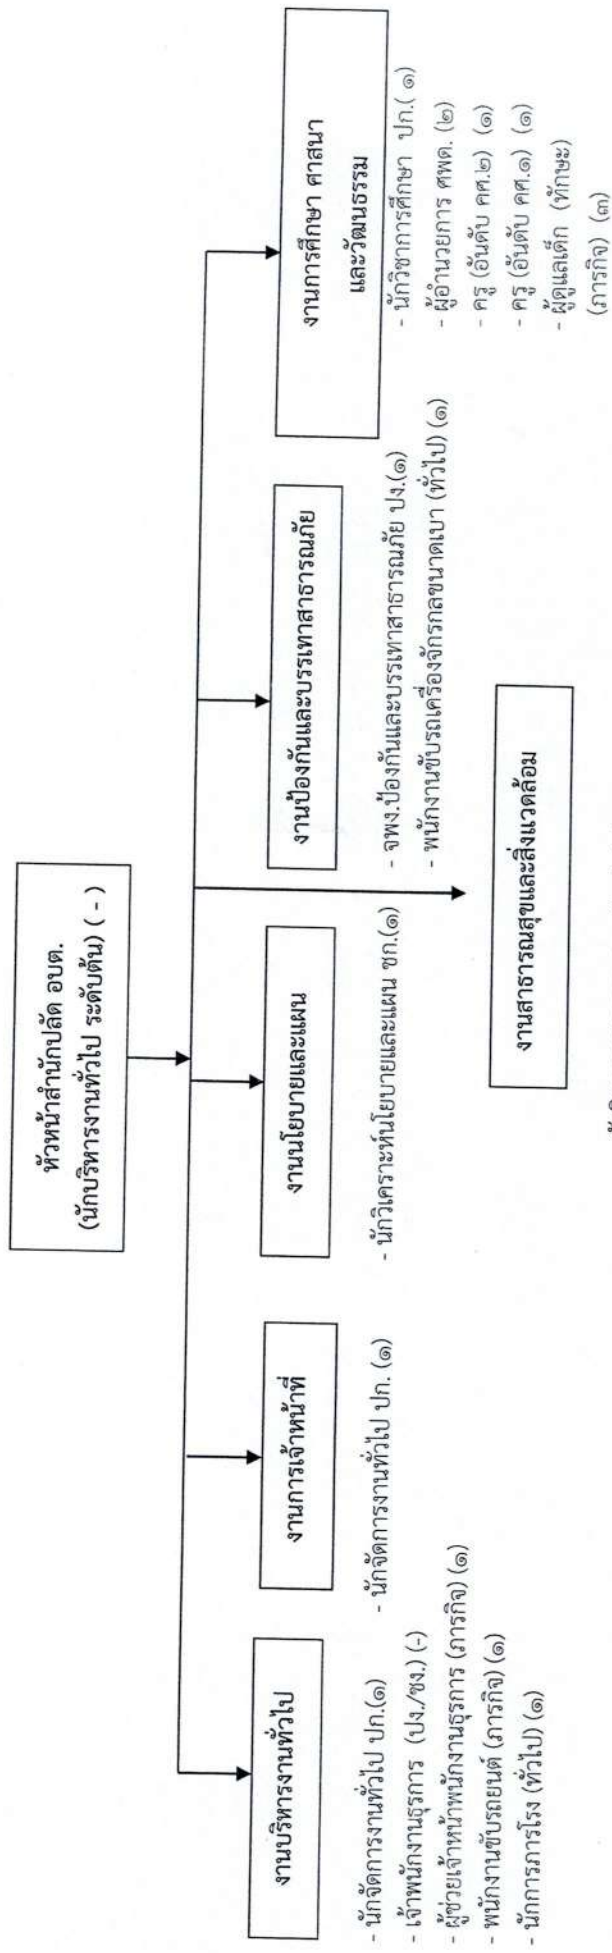 หัวหน้าสำนักปลัด อบต.
(นักบริหารงานทั่วไป ระดับต้น) ( - )
งานบริหารงานทั่วไป
- นักจัดการงานทั่วไป ปก.(๑)
- เจ้าพนักงานธุรการ (ปง./ชง.) (-)
- ผู้ช่วยเจ้าหน้าพนักงานธุรการ (ภารกิจ) (๑)
- พนักงานขับรถยนต์ (ภารกิจ) (๑)
- นักการภารโรง (ทั่วไป) (๑)
งานการเจ้าหน้าที่
- นักจัดการงานทั่วไป ปก. (๑)
งานนโยบายและแผน
- นักวิเคราะห์นโยบายและแผน ชก.(๑)
งานป้องกันและบรรเทาสาธารณภัย
- จพง.ป้องกันและบรรเทาสาธารณภัย ปง.(๑)
- พนักงานขับรถเครื่องจักรกลขนาดเบา (ทั่วไป) (๑)
งานการศึกษา ศาสนา
และวัฒนธรรม
- นักวิชาการศึกษา ปก.( ๑)
- ผู้อำนวยการ ศพด. (๒)
- ครู (อันดับ คศ.๒) (๑)
- ครู (อันดับ คศ.๑) (๑)
- ผู้ดูแลเด็ก (ทักษะ)
(ภารกิจ) (๓)
งานสาธารณสุขและสิ่งแวดล้อม